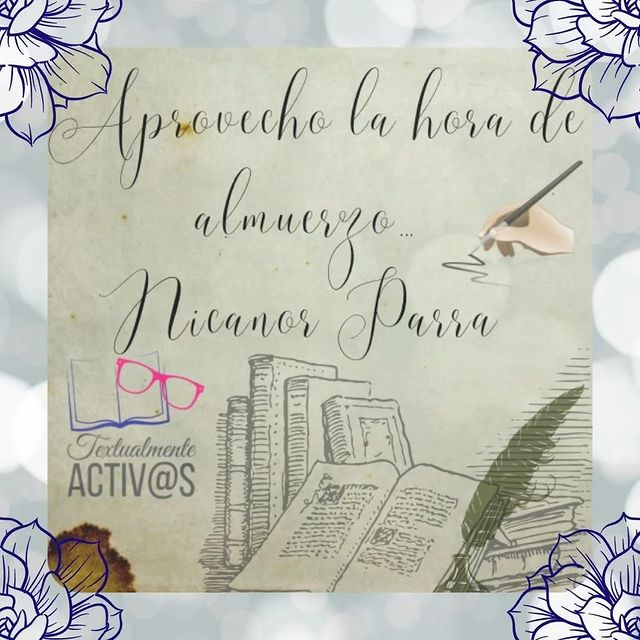 Aprovecho la hora de
almuerzo...
Nicanor Parra
Textualmente
ACTIV@S